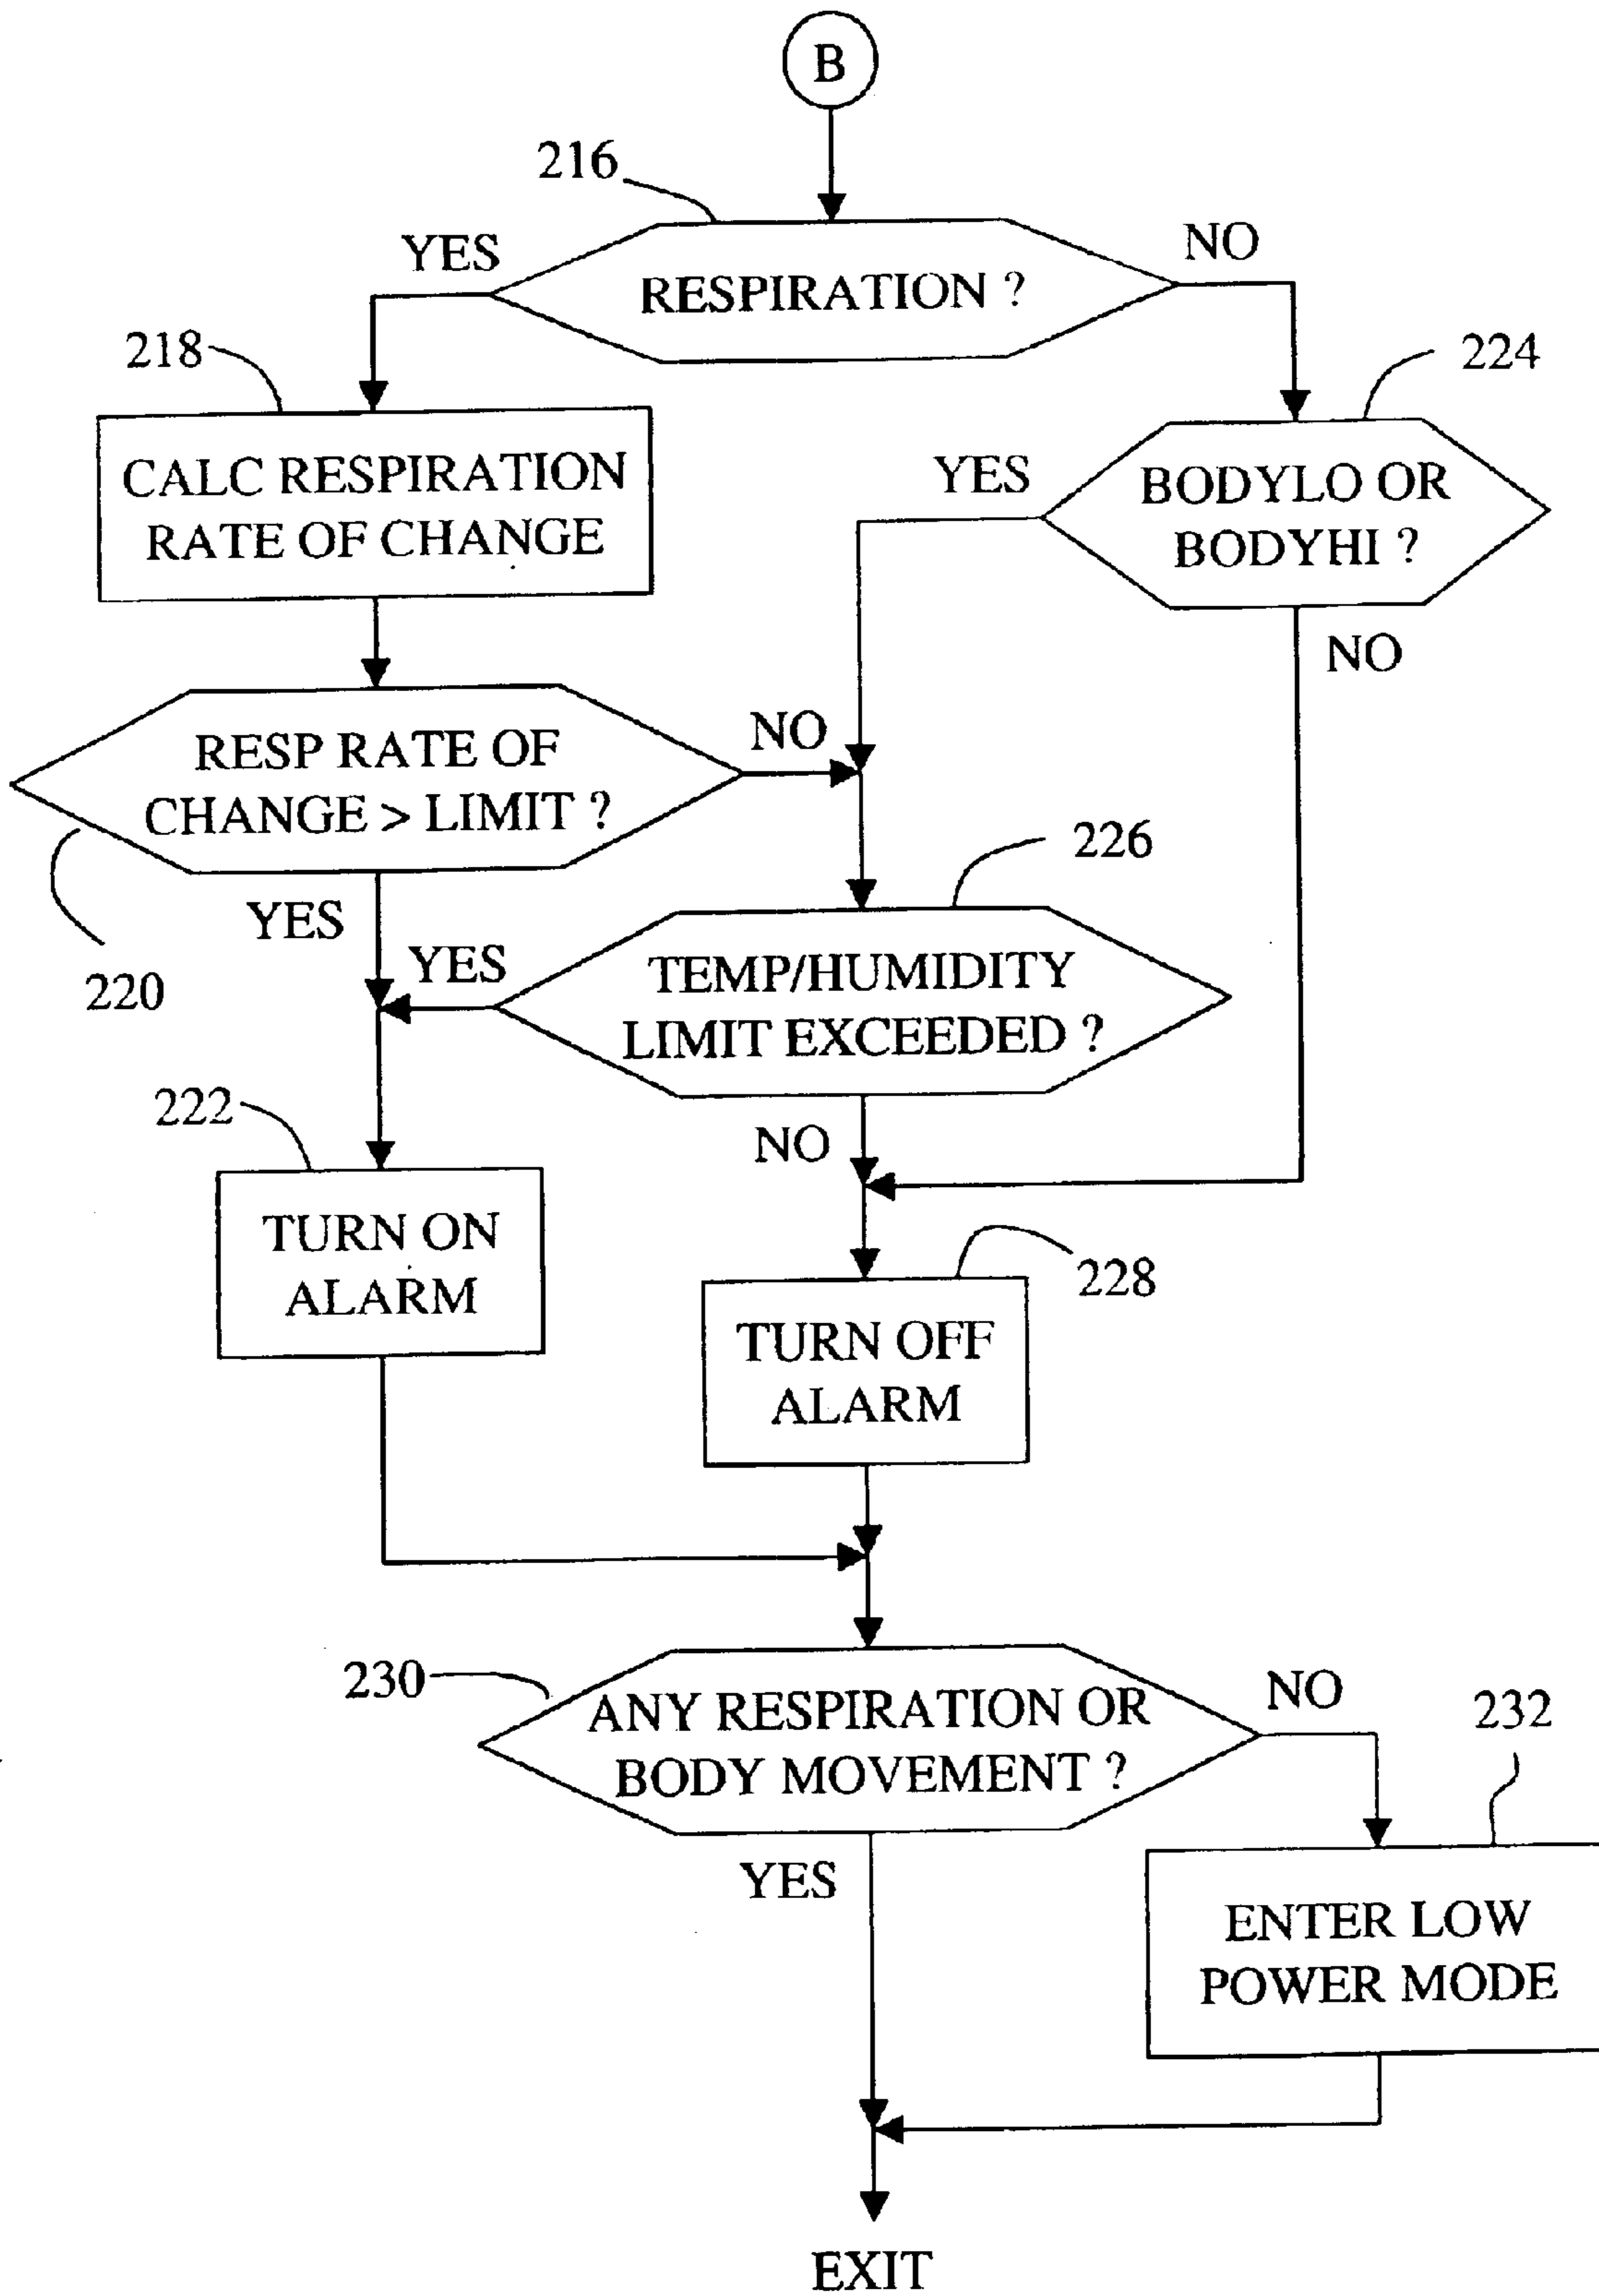 B
216
YES
NO
RESPIRATION ?
218
224
CALC RESPIRATION
RATE OF CHANGE
YES
BODYLO OR
BODYHI ?
NO
RESP RATE OF
CHANGE > LIMIT ?
NO
226
YES
220
YES
TEMP/HUMIDITY
LIMIT EXCEEDED ?
222
NO
TURN ON
ALARM
228
TURN OFF
ALARM
230
ANY RESPIRATION OR
BODY MOVEMENT ?
NO
232
YES
ENTER LOW
POWER MODE
EXIT